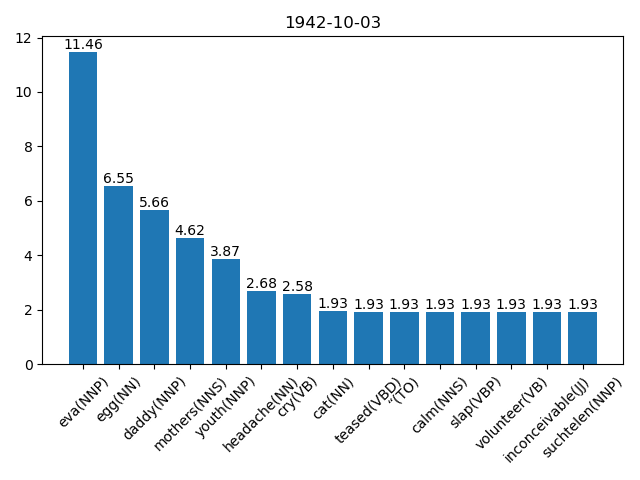 1942-10-03
12
10
8
6
4
2
0
11.46
6.55
5.66
4.62
3.87
2.68
2.58
1.93
1.93
1.93
1.93
1.93
1.93
1.93
1.93
eva(NNP)
egg(NN)
daddy(NNP)
mothers(NNS)
youth(NNP)
headache(NN)
cry(VB)
cat(NN)
teased(VBD)
“(TO)
calm(NNS)
slap(VBP)
volunteer(VB)
inconceivable(JJ)
suchtelen(NNP)